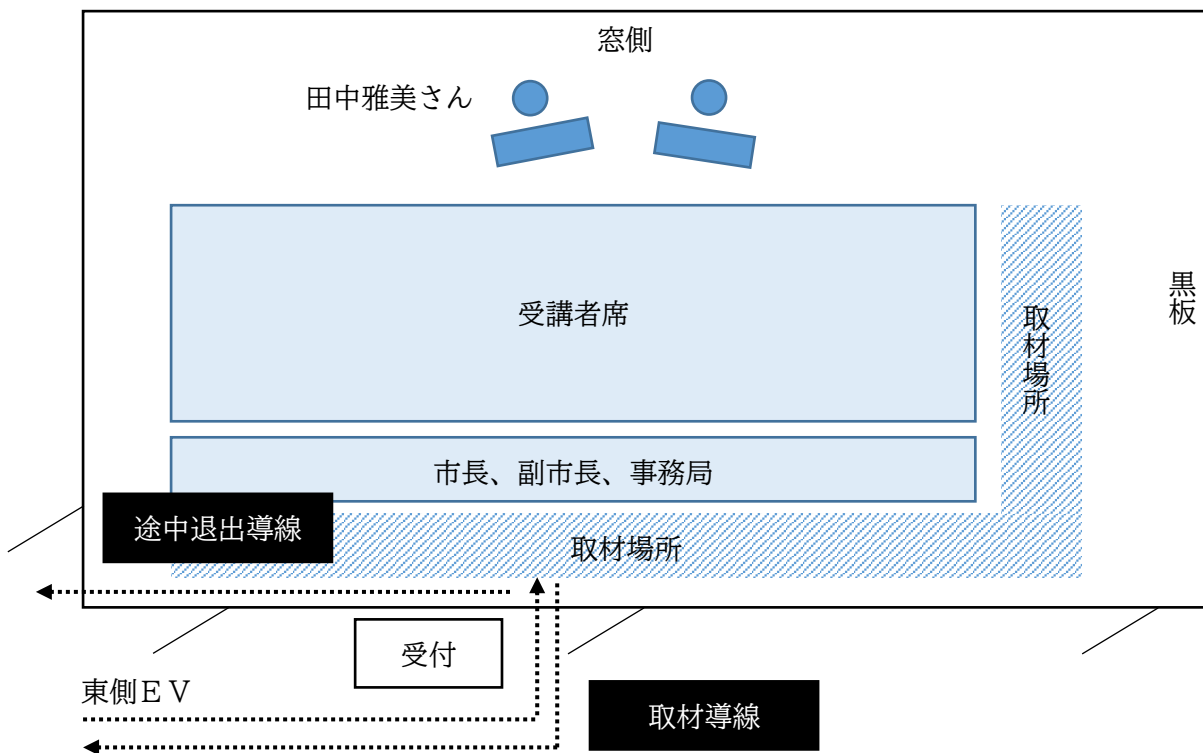 窓側
田中雅美さん
受講者席
取材場所
黒板
市長、副市長、事務局
途中退出導線
取材場所
受付
東側ＥＶ
取材導線